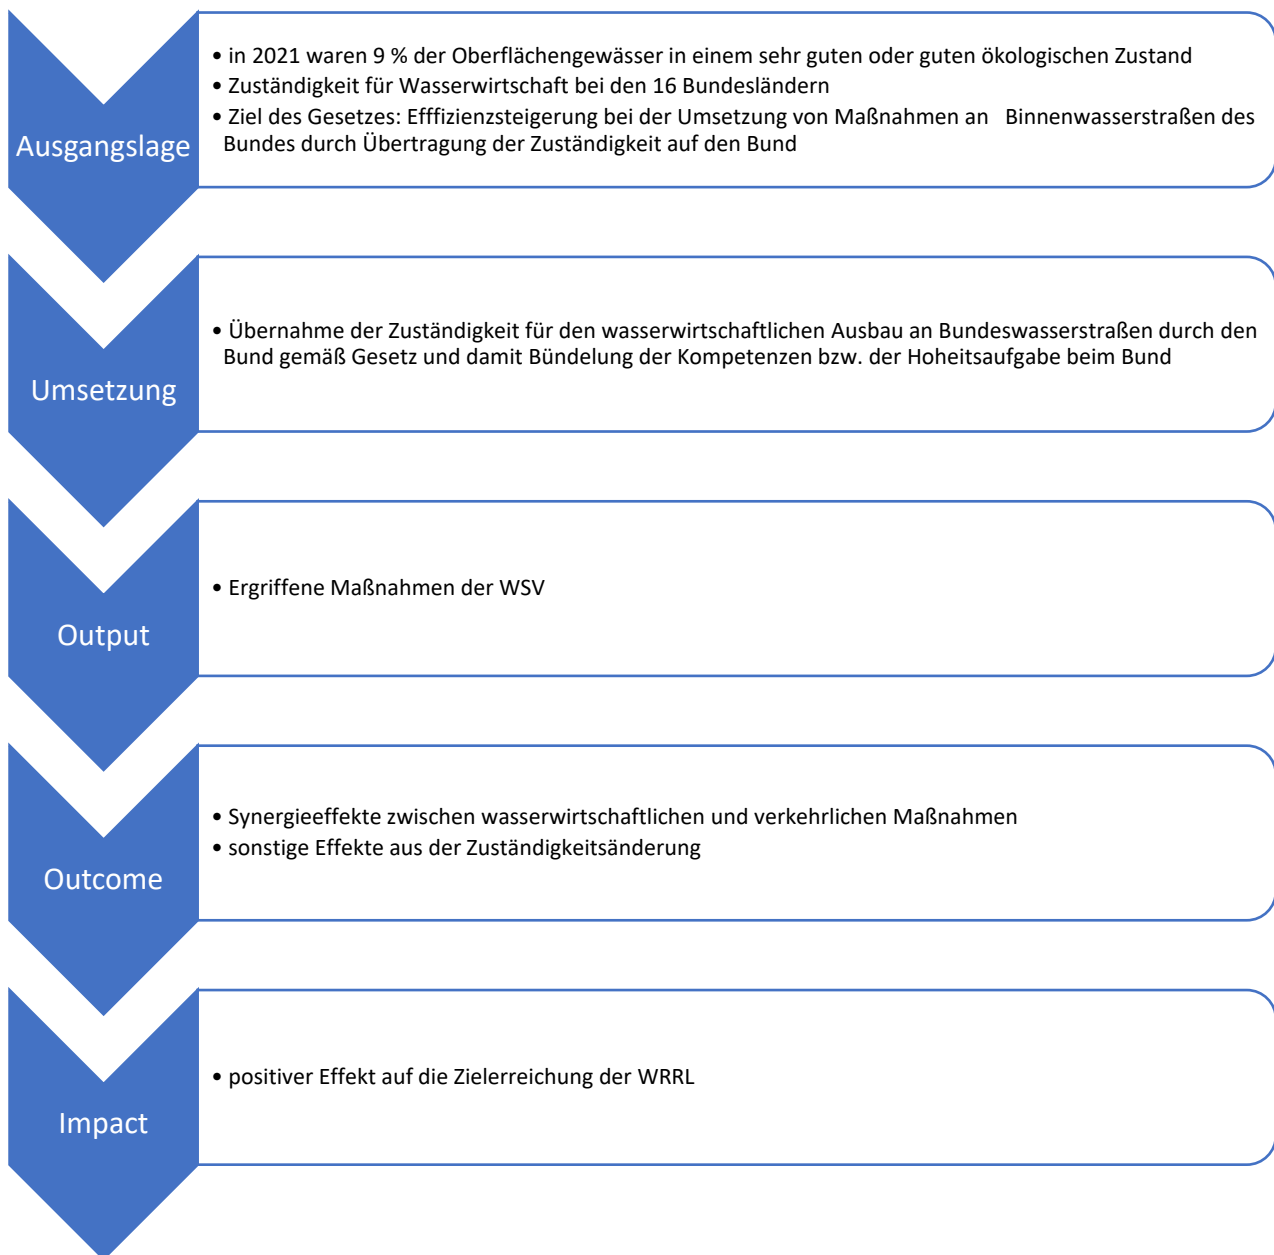 Ausgangslage
• in 2021 waren 9 % der Oberflächengewässer in einem sehr guten oder guten ökologischen Zustand
• Zuständigkeit für Wasserwirtschaft bei den 16 Bundesländern
• Ziel des Gesetzes: Efffizienzsteigerung bei der Umsetzung von Maßnahmen an Binnenwasserstraßen des
Bundes durch Übertragung der Zuständigkeit auf den Bund
Umsetzung
• Übernahme der Zuständigkeit für den wasserwirtschaftlichen Ausbau an Bundeswasserstraßen durch den
Bund gemäß Gesetz und damit Bündelung der Kompetenzen bzw. der Hoheitsaufgabe beim Bund
Output
• Ergriffene Maßnahmen der WSV
Outcome
• Synergieeffekte zwischen wasserwirtschaftlichen und verkehrlichen Maßnahmen
• sonstige Effekte aus der Zuständigkeitsänderung
Impact
• positiver Effekt auf die Zielerreichung der WRRL